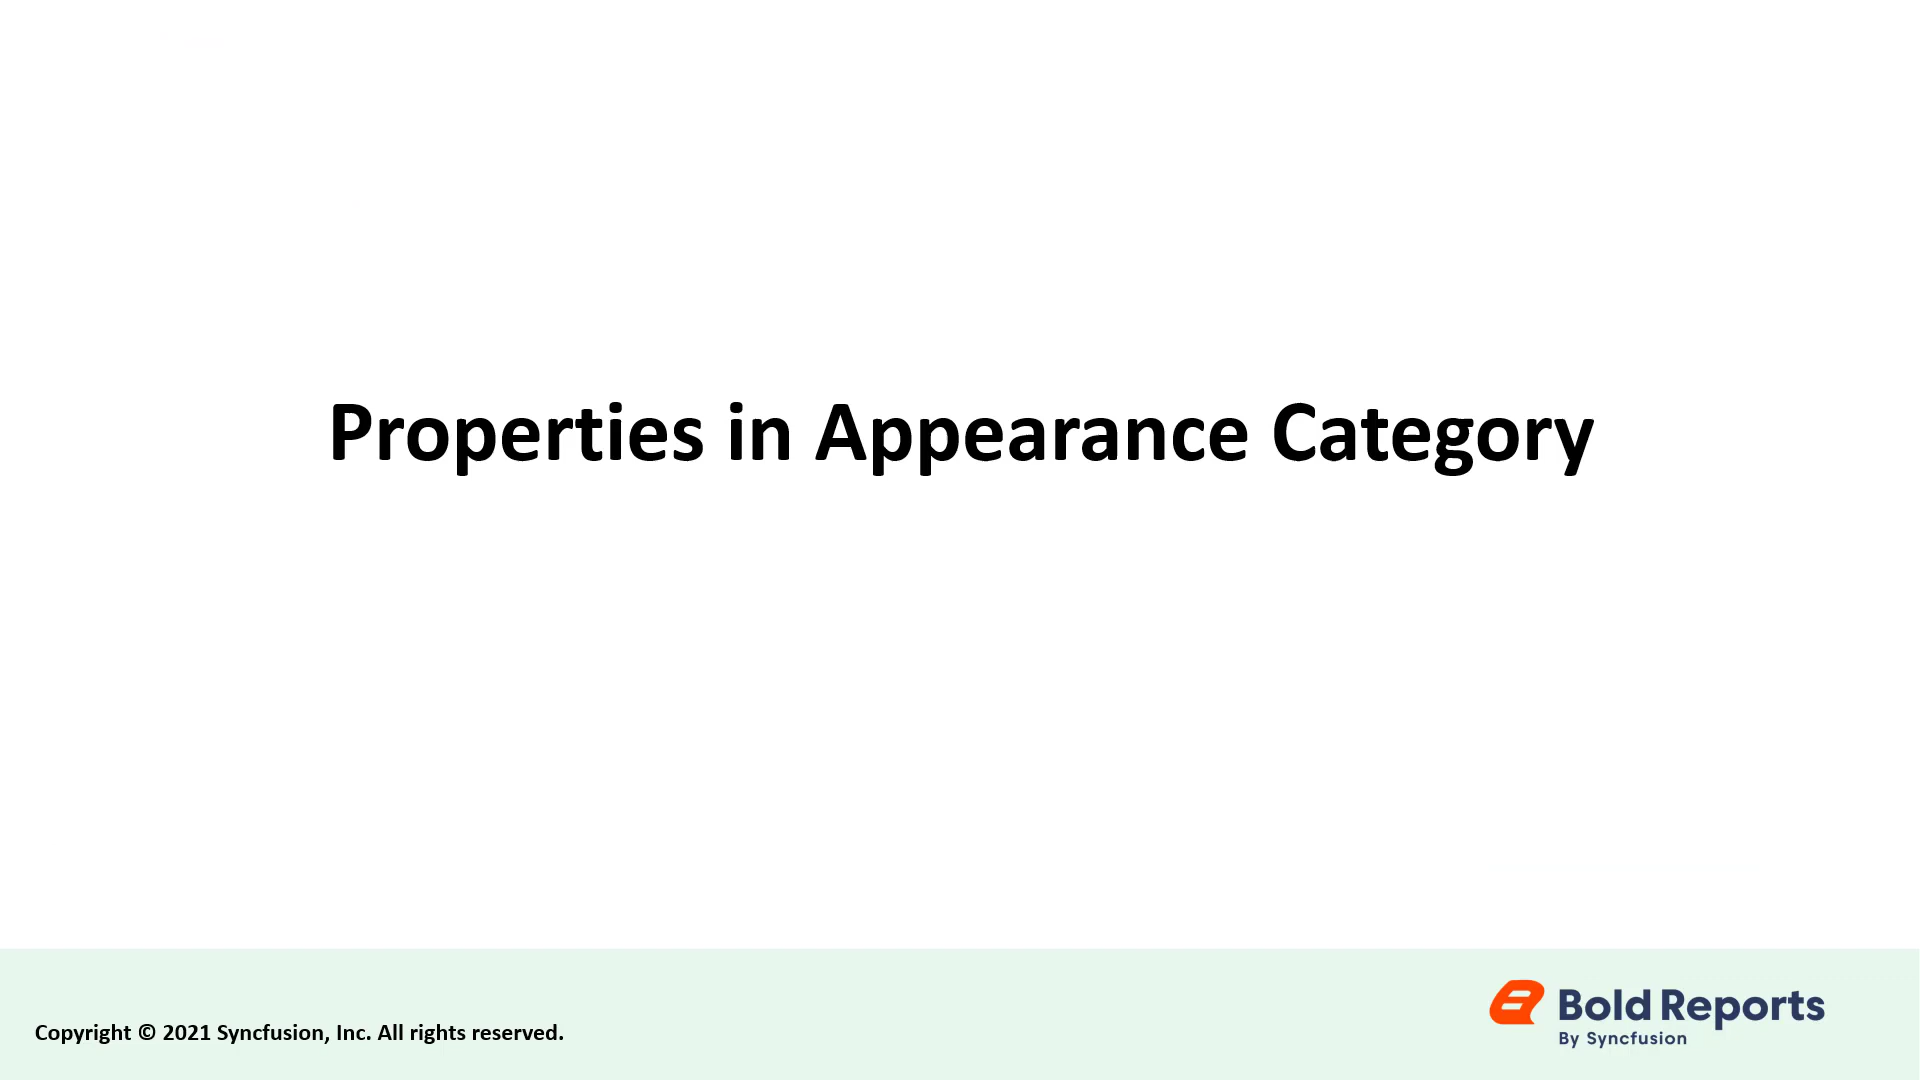 Properties in Appearance Category
Copyright © 2021 Syncfusion, Inc. All rights reserved.
Bold Reports
By Syncfusion